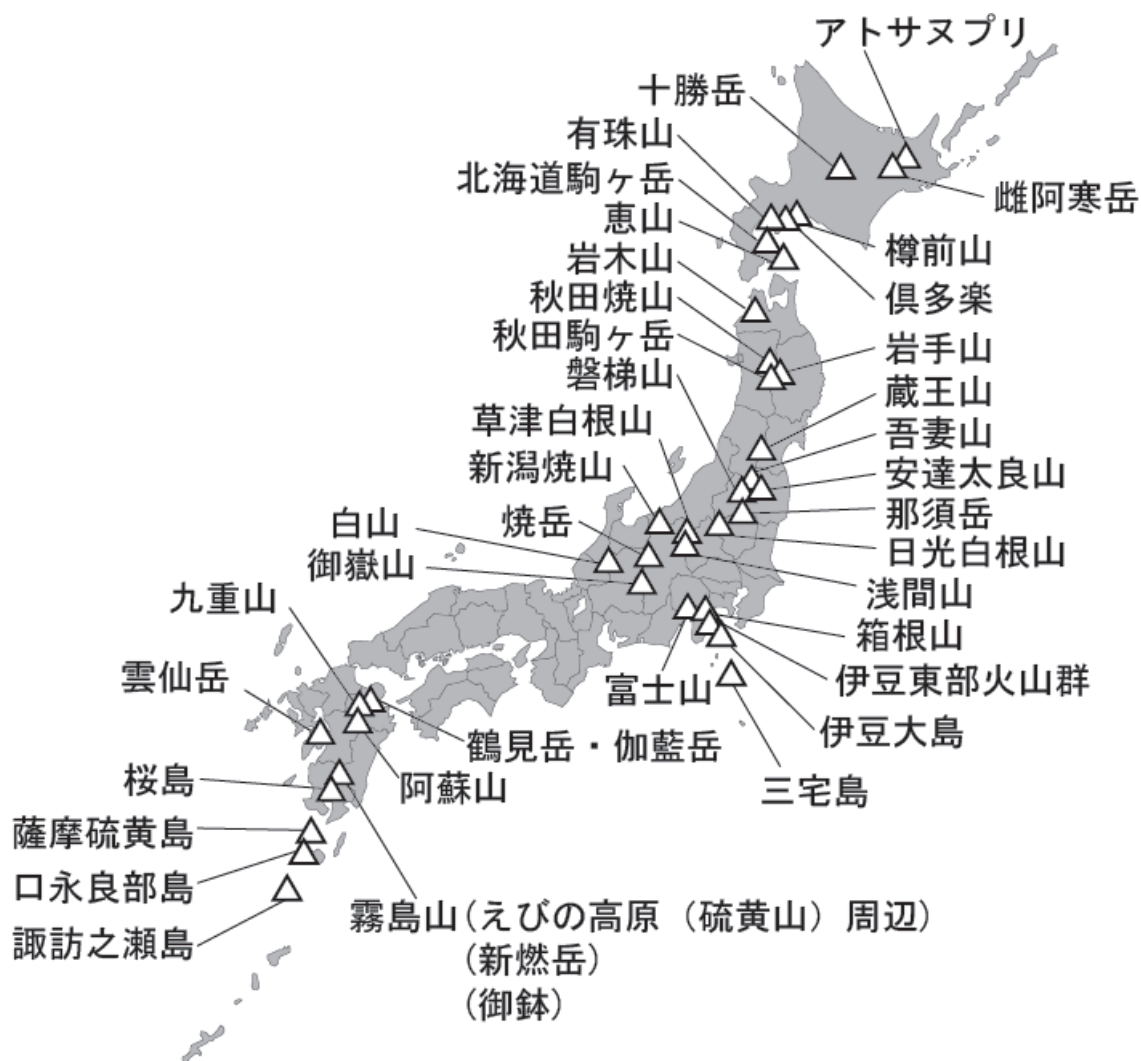 アトサヌプリ
十勝岳
有珠山
北海道駒ヶ岳
恵山
岩木山
秋田焼山
秋田駒ヶ岳
磐梯山
草津白根山
新潟焼山
焼岳
白山
御嶽山
九重山
雲仙岳
桜島
薩摩硫黄島
口永良部島
諏訪之瀬島
雌阿寒岳
樽前山
倶多楽
岩手山
蔵王山
吾妻山
安達太良山
那須岳
日光白根山
浅間山
箱根山
伊豆東部火山群
富士山
伊豆大島
三宅島
鶴見岳・伽藍岳
阿蘇山
霧島山(えびの高原（硫黄山）周辺)
(新燃岳)
(御鉢)